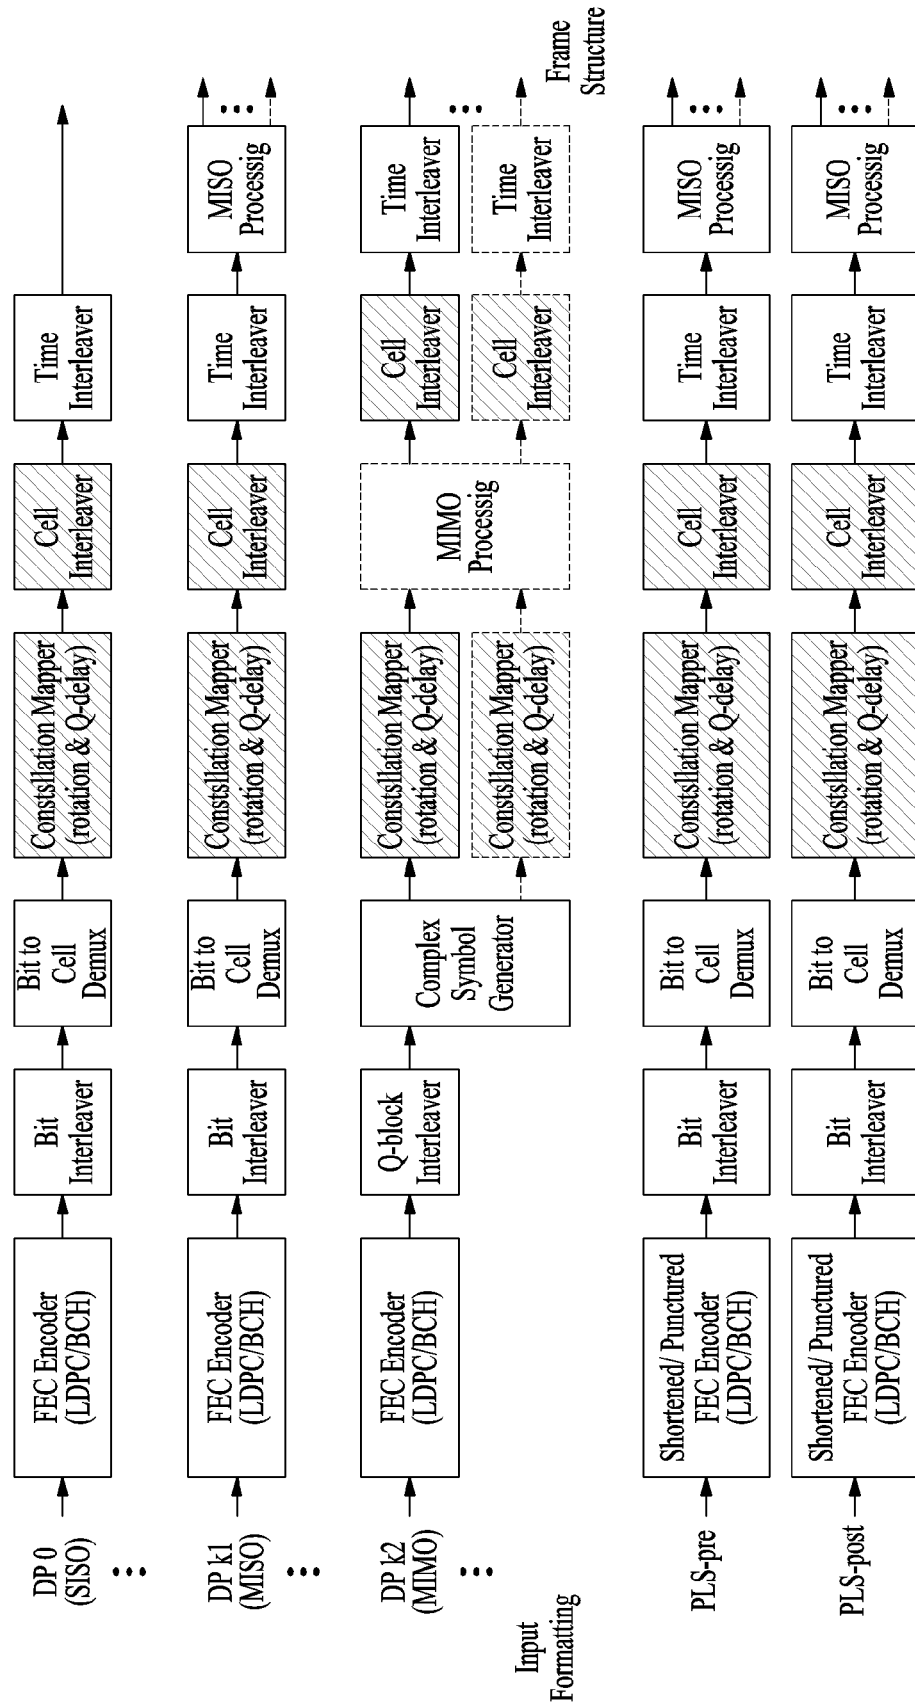 DP 0
(SISO)
FEC Encoder
(LDPC/BCH)
Bit
Interleaver
Bit to
Cell
Demux
Constsllation Mapper
(rotation & Q-delay)
Cell
Interleaver
Time
Interleaver
DP k1
(MISO)
FEC Encoder
(LDPC/BCH)
Bit
Interleaver
Bit to
Cell
Demux
Constsllation Mapper
(rotation & Q-delay)
Cell
Interleaver
Time
Interleaver
MISO
Processig
DP k2
(MIMO)
FEC Encoder
(LDPC/BCH)
Q-block
Interleaver
Complex
Symbol
Generator
Constsllation Mapper
(rotation & Q-delay)
Constsllation Mapper
(rotation & Q-delay)
MIMO
Processig
Cell
Interleaver
Time
Interleaver
Cell
Interleaver
Time
Interleaver
Input
Formatting
Frame
Structure
PLS-pre
Shortened/ Punctured
FEC Encoder
(LDPC/BCH)
Bit
Interleaver
Bit to
Cell
Demux
Constsllation Mapper
(rotation & Q-delay)
Cell
Interleaver
Time
Interleaver
MISO
Processig
PLS-post
Shortened/ Punctured
FEC Encoder
(LDPC/BCH)
Bit
Interleaver
Bit to
Cell
Demux
Constsllation Mapper
(rotation & Q-delay)
Cell
Interleaver
Time
Interleaver
MISO
Processig